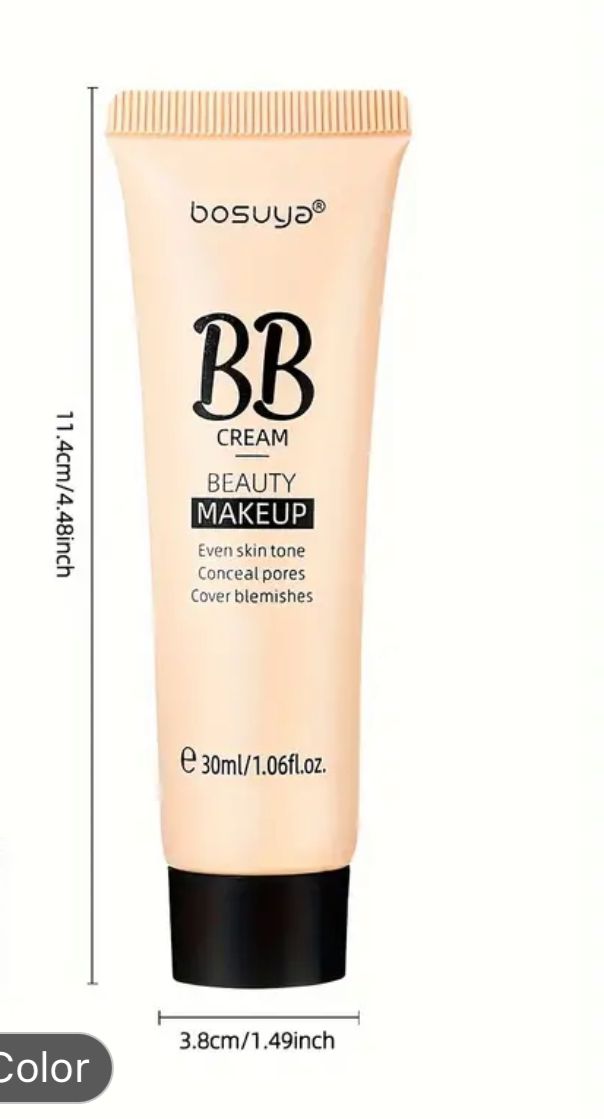 bosuya®
BB
CREAM
BEAUTY
MAKEUP
Even skin tone
Conceal pores
Cover blemishes
e 30ml/1.06fl.oz.
11.4cm/4.48inch
3.8cm/1.49inch
Color